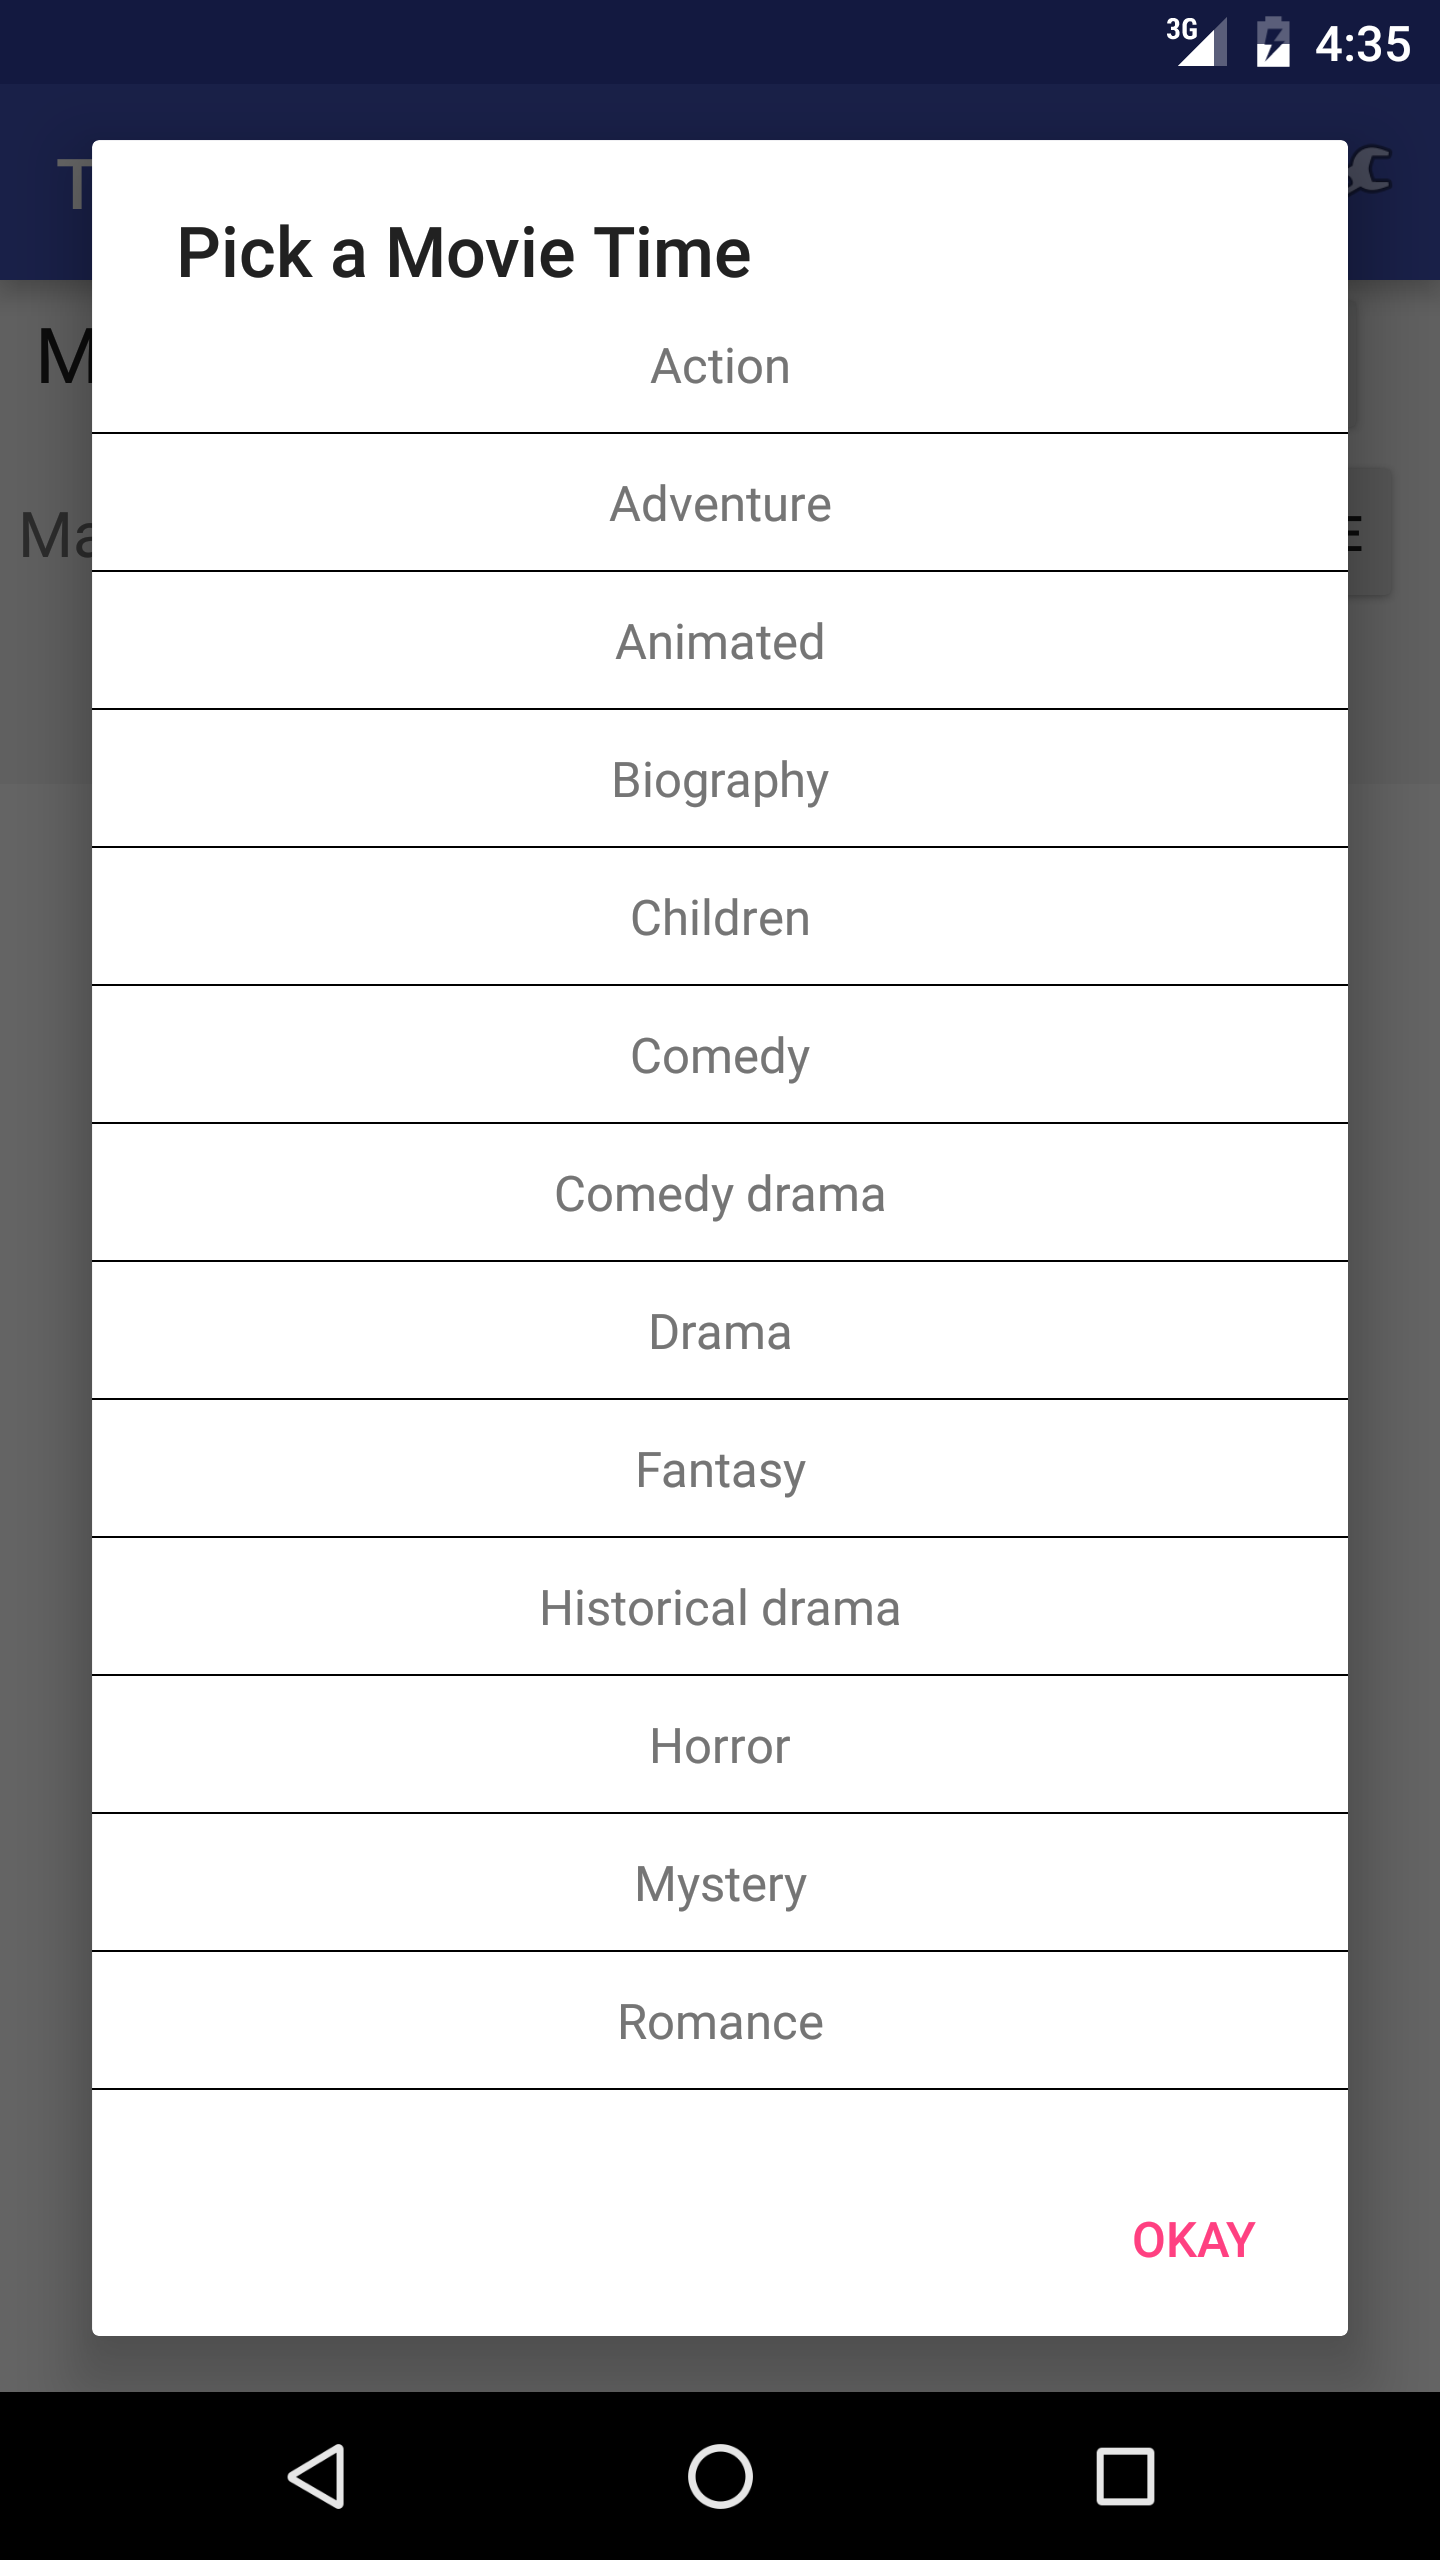 3G 4:35
Pick a Movie Time
Action
Adventure
Animated
Biography
Children
Comedy
Comedy drama
Drama
Fantasy
Historical drama
Horror
Mystery
Romance
OKAY